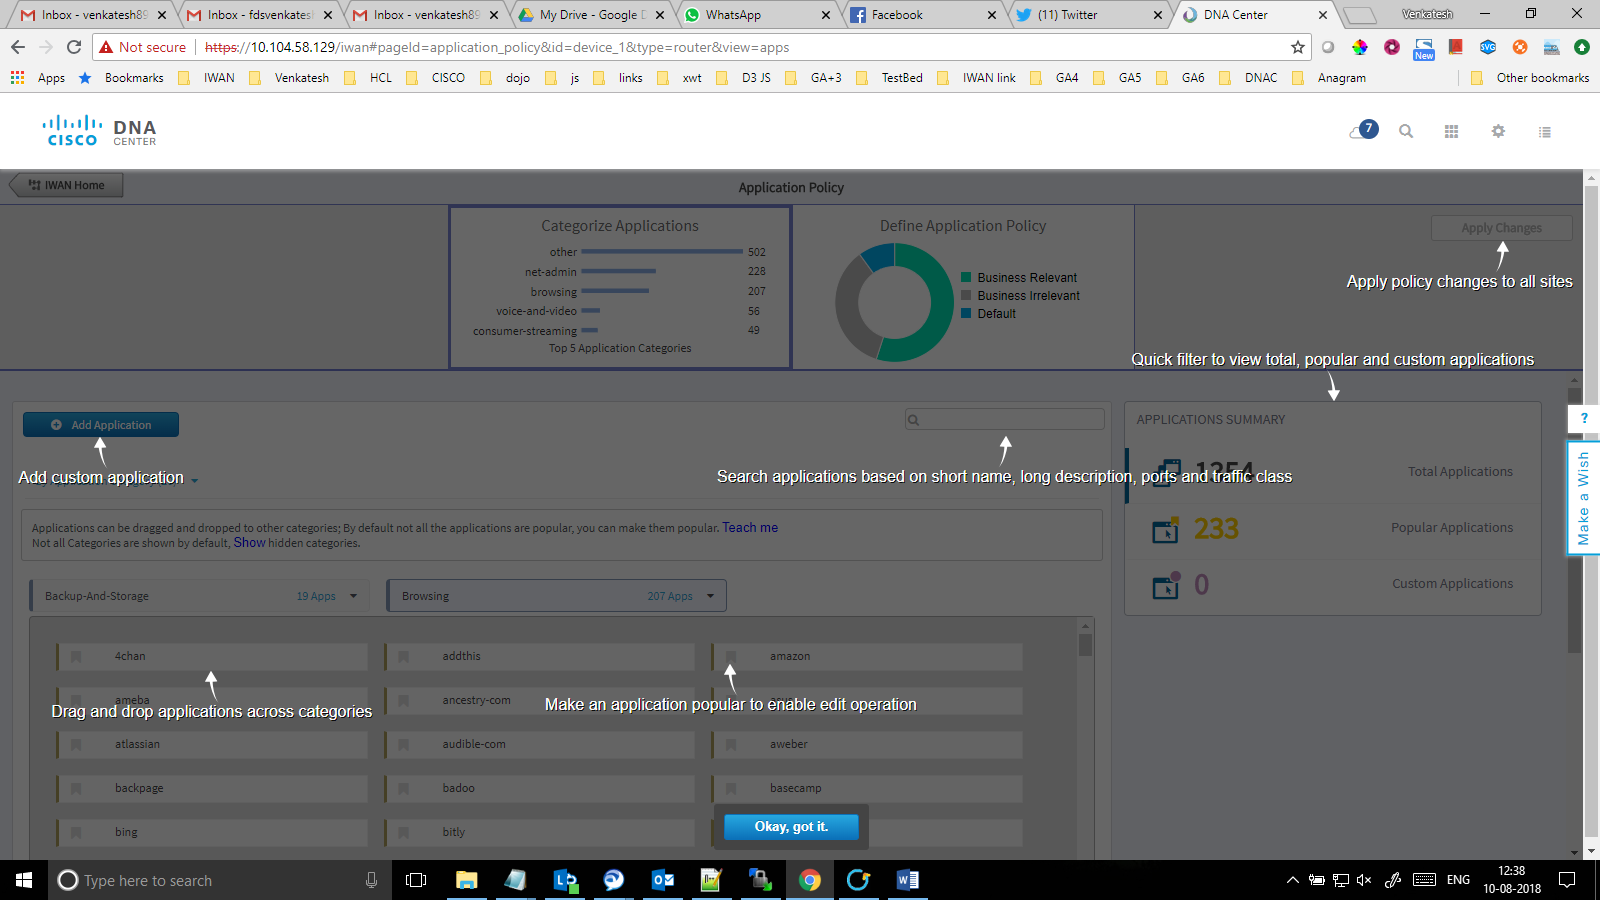 Inbox - venkatesh89
Inbox - fdsvenkatesh
Inbox - venkatesh89
My Drive - Google D
WhatsApp
Facebook
(11) Twitter
DNA Center
Venkatesh
Not secure
https://10.104.58.129/iwan#pageId=application_policy&id=device_1&type=router&view=apps
New
SVG
Apps
Bookmarks
IWAN
Venkatesh
HCL
CISCO
dojo
js
links
xwt
D3 JS
GA+3
TestBed
IWAN link
GA4
GA5
GA6
DNAC
Anagram
Other bookmarks
CISCO
DNA
CENTER
7
IWAN Home
Application Policy
Categorize Applications
other 502
net-admin 228
browsing 207
voice-and-video 56
consumer-streaming 49
Top 5 Application Categories
Define Application Policy
Business Relevant
Business Irrelevant
Default
Apply Changes
Apply policy changes to all sites
Quick filter to view total, popular and custom applications
Add Application
Add custom application
Search applications based on short name, long description, ports and traffic class
APPLICATIONS SUMMARY
1354 Total Applications
233 Popular Applications
0 Custom Applications
?
Make a Wish
Applications can be dragged and dropped to other categories; By default not all the applications are popular, you can make them popular. Teach me
Not all Categories are shown by default, Show hidden categories.
Backup-And-Storage 19 Apps
Browsing 207 Apps
4chan
addthis
amazon
ameba
ancestry-com
Drag and drop applications across categories
Make an application popular to enable edit operation
atlassian
audible-com
aweber
backpage
badoo
basecamp
bing
bitly
Okay, got it.
Type here to search
ENG
12:38
10-08-2018